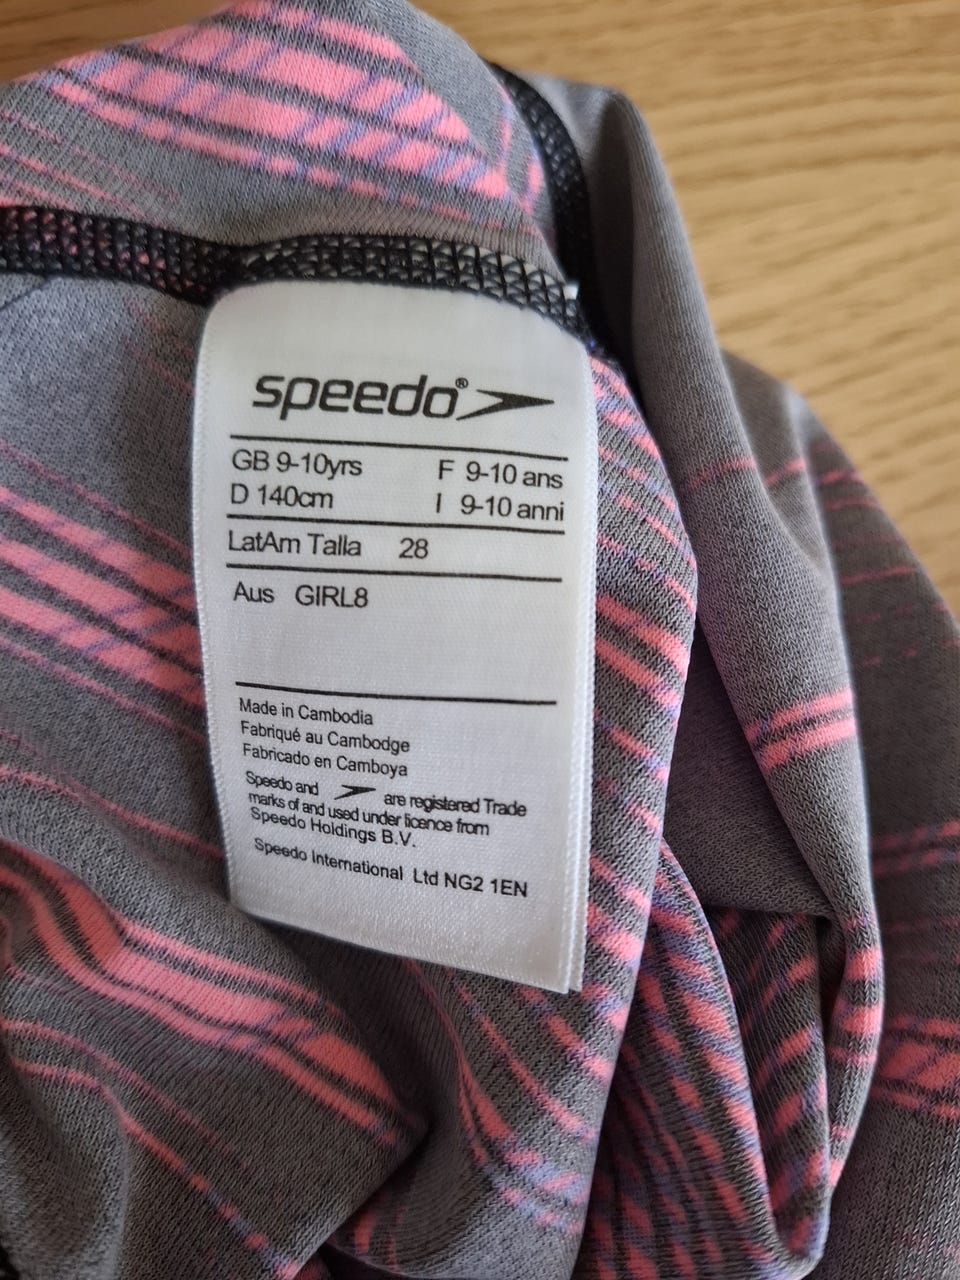 speedo®
GB 9-10yrs F 9-10 ans
D 140cm I 9-10 anni
LatAm Talla 28
Aus GIRL8
Made in Cambodia
Fabriqué au Cambodge
Fabricado en Camboya
Speedo and are registered Trade
marks of and used under licence from
Speedo Holdings B.V.
Speedo International Ltd NG2 1EN